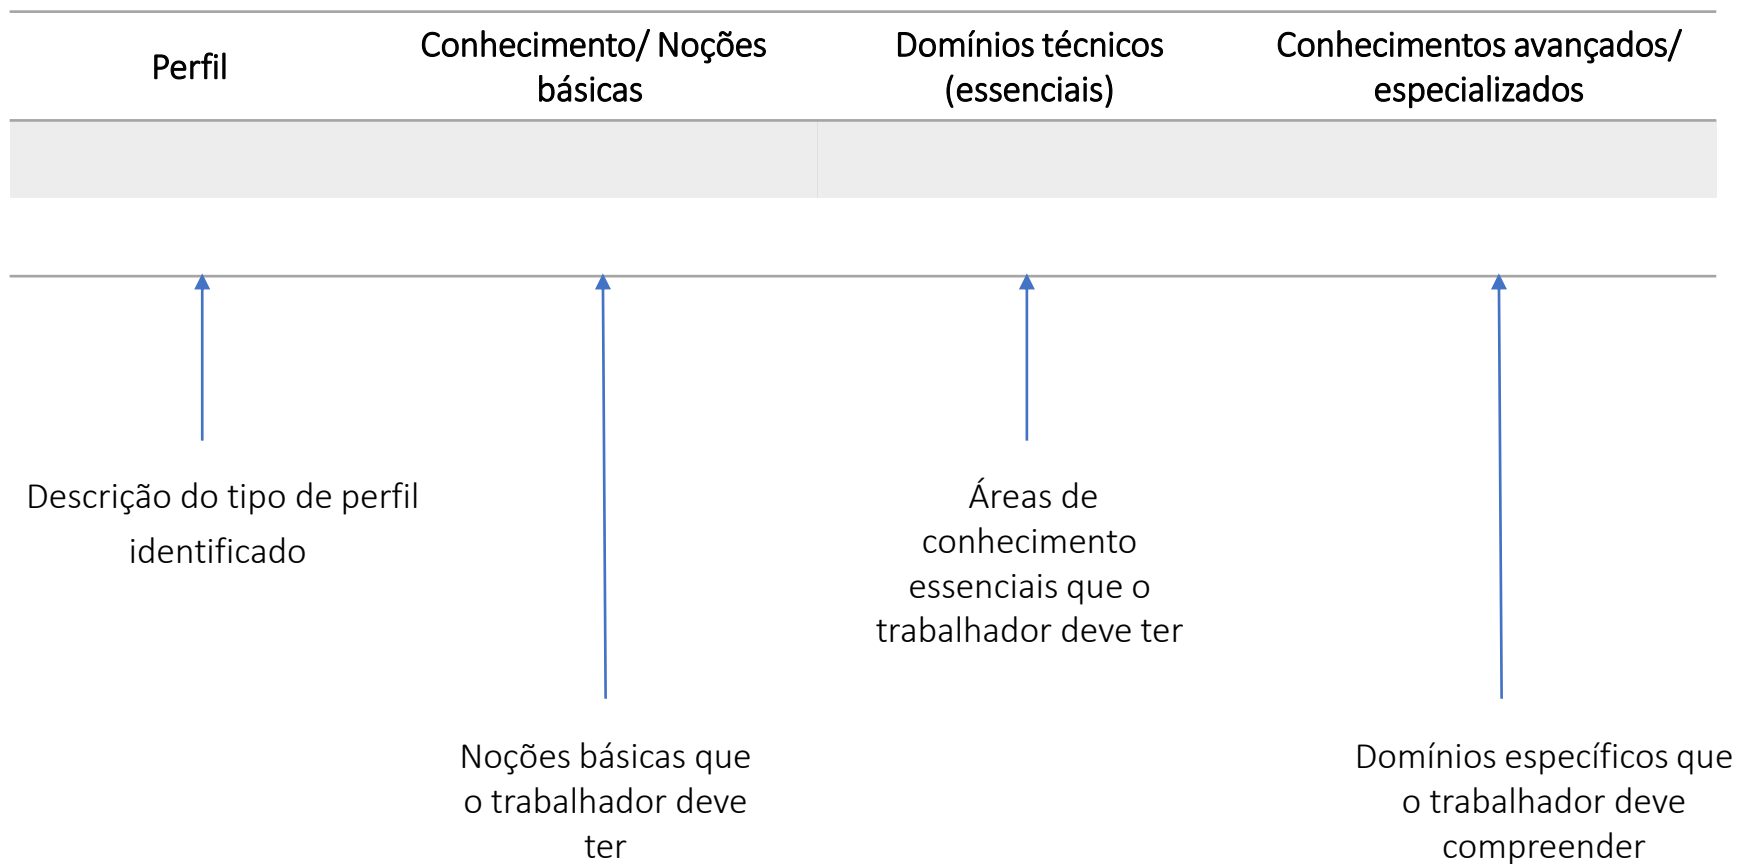 Perfil
Conhecimento/ Noções
básicas
Domínios técnicos
(essenciais)
Conhecimentos avançados/
especializados
Descrição do tipo de perfil
identificado
Noções básicas que
o trabalhador deve
ter
Áreas de
conhecimento
essenciais que o
trabalhador deve ter
Domínios específicos que
o trabalhador deve
compreender